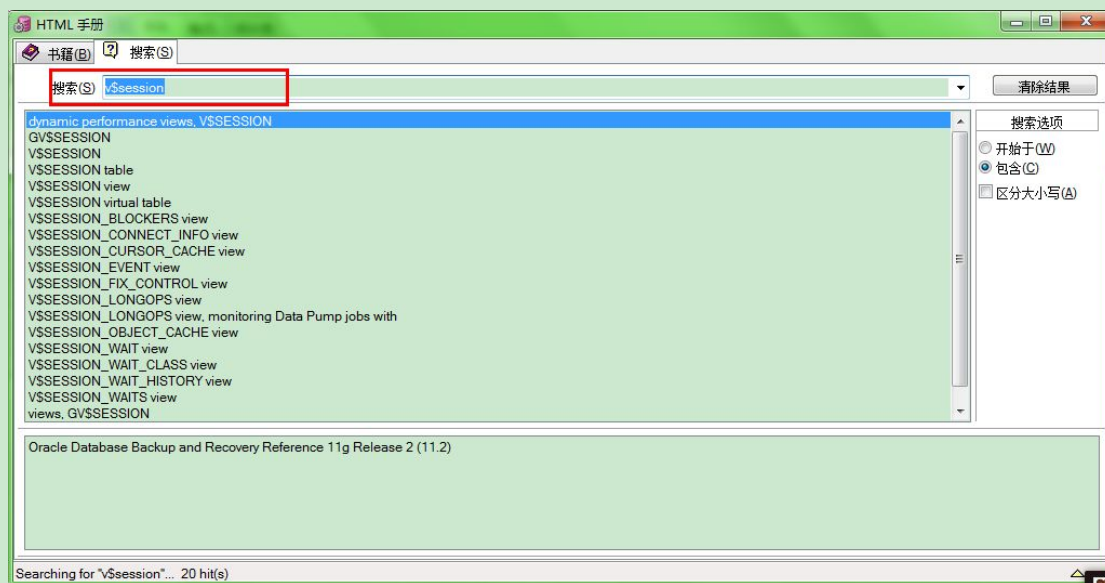 HTML 手册
书籍(B) 搜索(S)
搜索(S) v$session 清除结果
dynamic performance views, V$SESSION
GV$SESSION
V$SESSION
V$SESSION table
V$SESSION view
V$SESSION virtual table
V$SESSION_BLOCKERS view
V$SESSION_CONNECT_INFO view
V$SESSION_CURSOR_CACHE view
V$SESSION_EVENT view
V$SESSION_FIX_CONTROL view
V$SESSION_LONGOPS view
V$SESSION_LONGOPS view, monitoring Data Pump jobs with
V$SESSION_OBJECT_CACHE view
V$SESSION_WAIT view
V$SESSION_WAIT_CLASS view
V$SESSION_WAIT_HISTORY view
V$SESSION_WAITS view
views, GV$SESSION
搜索选项
开始于(W)
包含(C)
区分大小写(A)
Oracle Database Backup and Recovery Reference 11g Release 2 (11.2)
Searching for "v$session"... 20 hit(s)